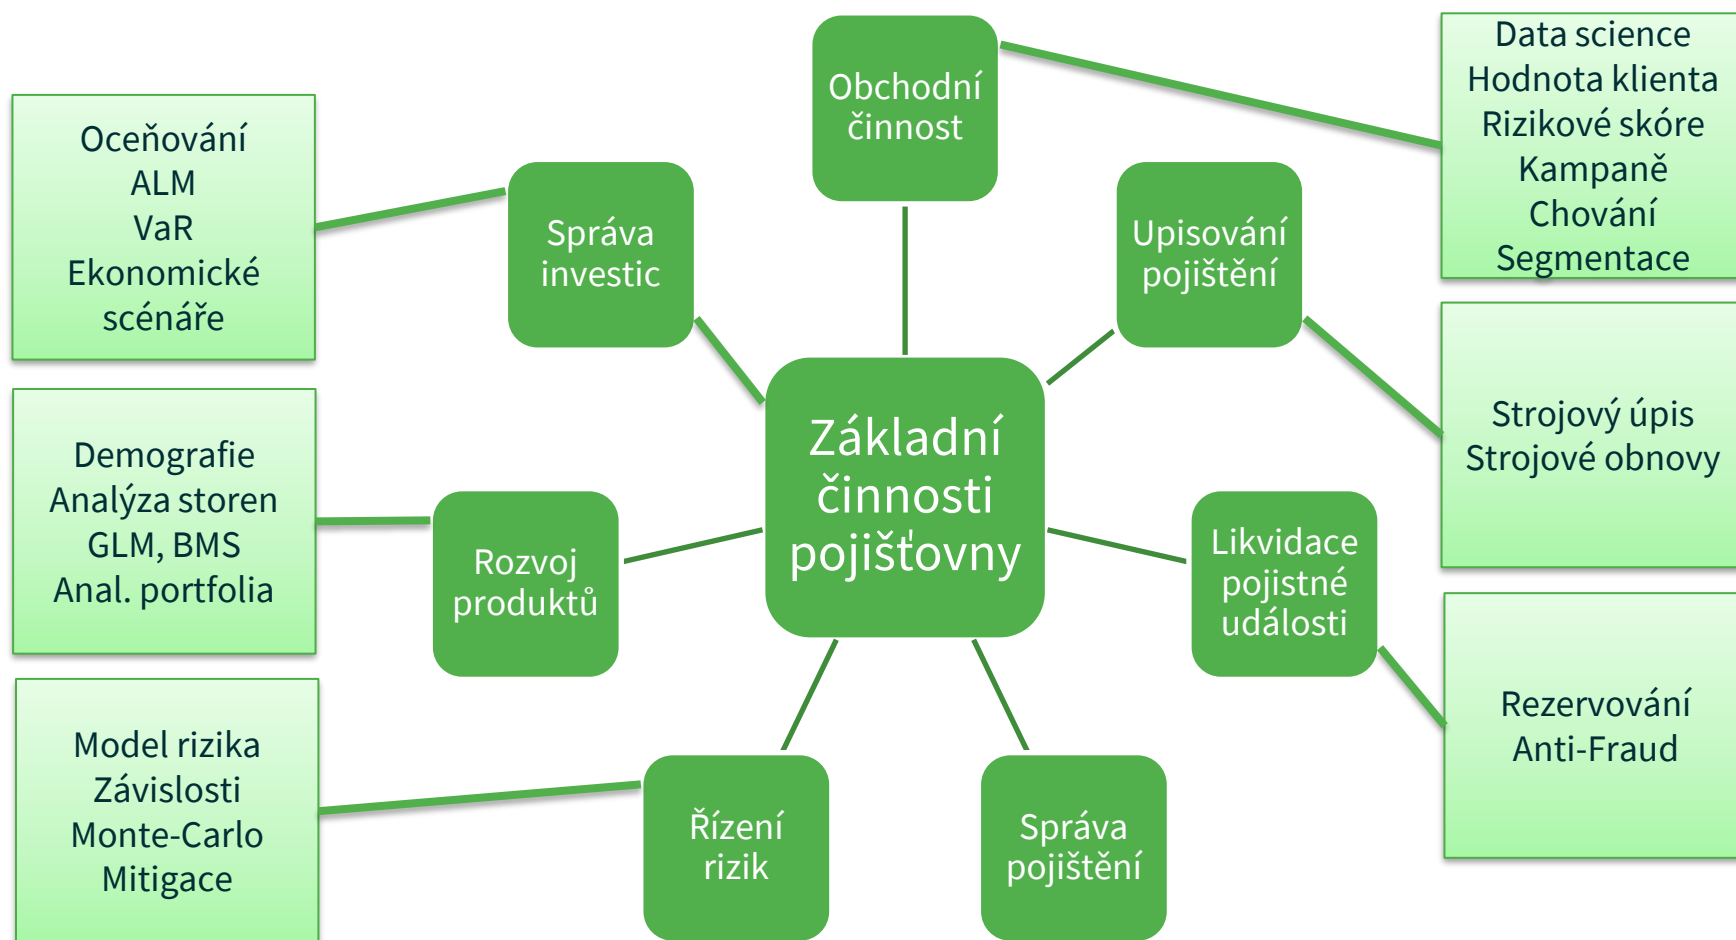 Obchodní
činnost
Data science
Hodnota klienta
Rizikové skóre
Kampaně
Chování
Segmentace
Oceňování
ALM
VaR
Ekonomické
scénáře
Správa
investic
Upisování
pojištění
Strojový úpis
Strojové obnovy
Základní
činnosti
pojišťovny
Demografie
Analýza storen
GLM, BMS
Anal. portfolia
Rozvoj
produktů
Likvidace
pojistné
události
Rezervování
Anti-Fraud
Model rizika
Závislosti
Monte-Carlo
Mitigace
Řízení
rizik
Správa
pojištění